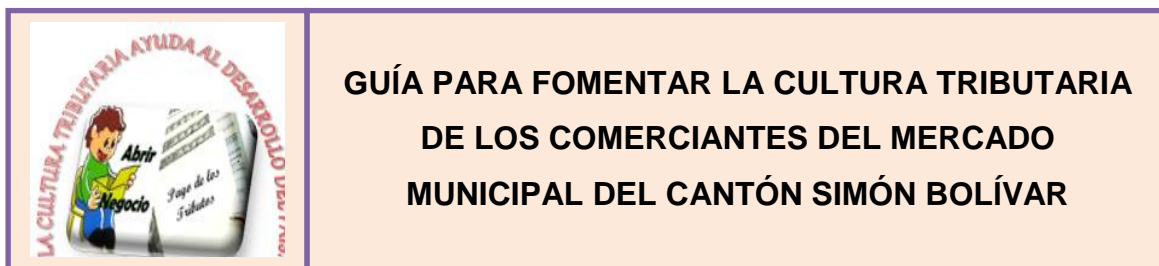 LA CULTURA TRIBUTARIA AYUDA AL DESARROLLO DEL
Abrir
Negocio
Pago de los
Tributos
GUÍA PARA FOMENTAR LA CULTURA TRIBUTARIA
DE LOS COMERCIANTES DEL MERCADO
MUNICIPAL DEL CANTÓN SIMÓN BOLÍVAR